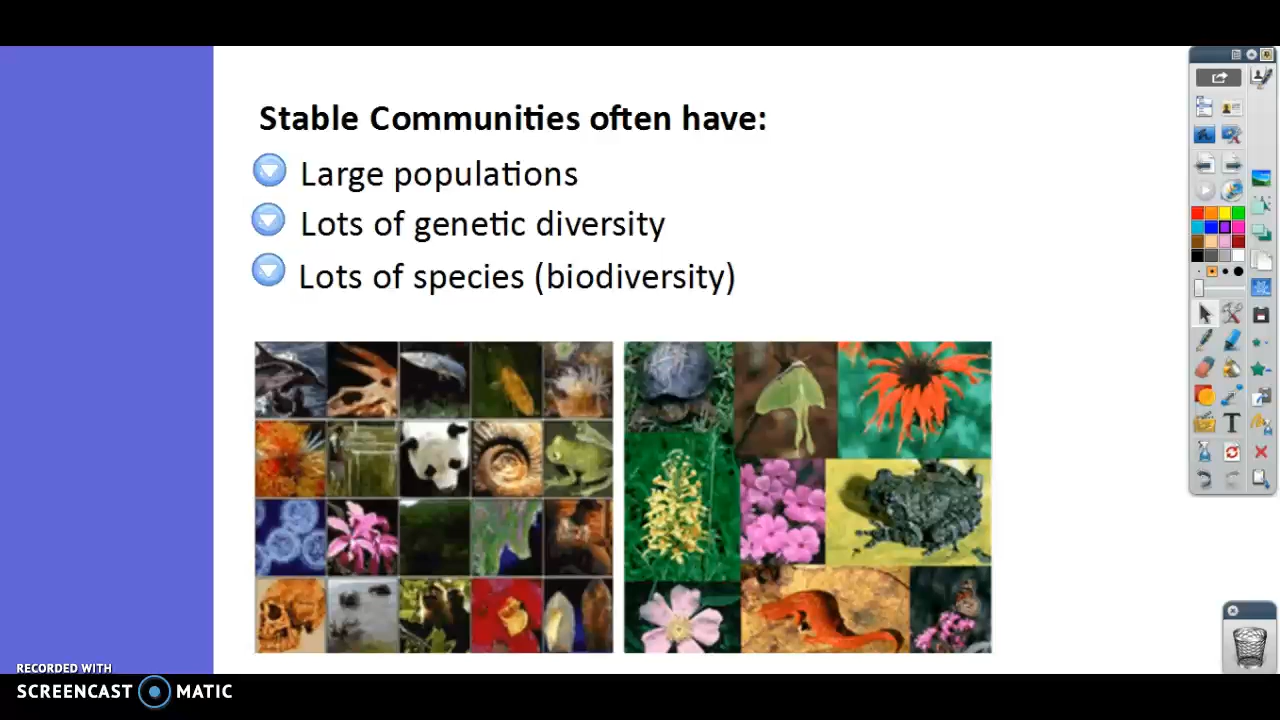 Stable Communities often have:
Large populations
Lots of genetic diversity
Lots of species (biodiversity)
RECORDED WITH
SCREENCAST MATIC